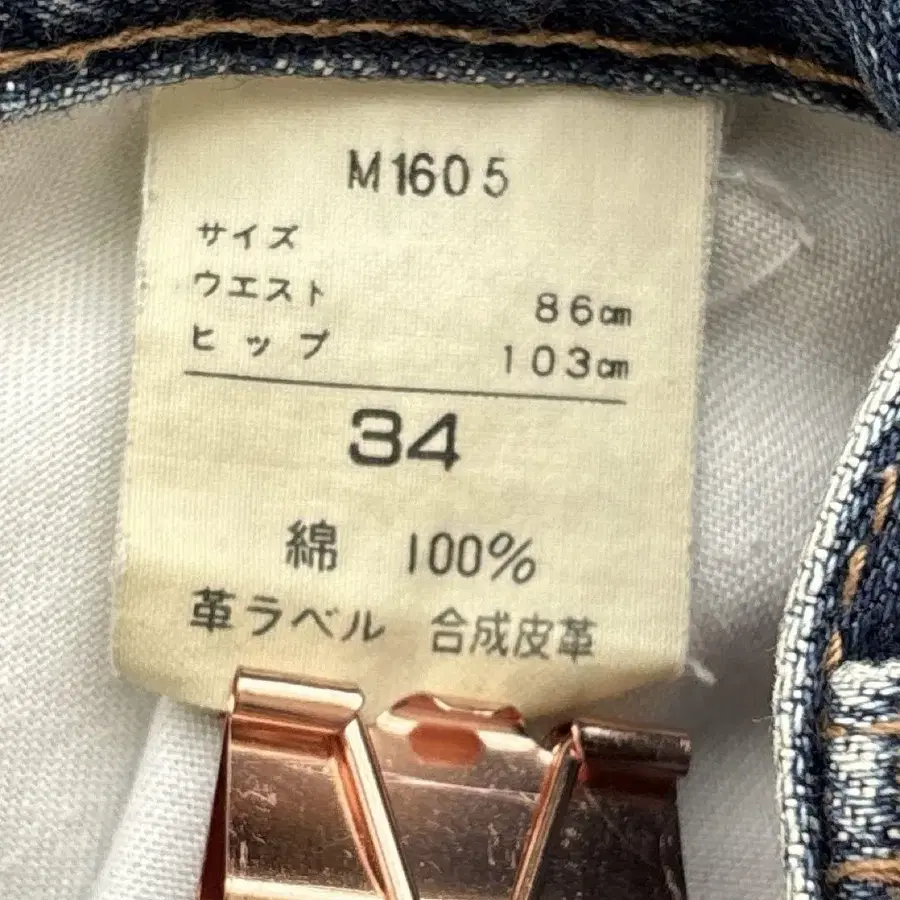 M1605
サイズ
ウエスト 86㎝
ヒップ 103㎝
34
綿 100%
革ラベル 合成皮革